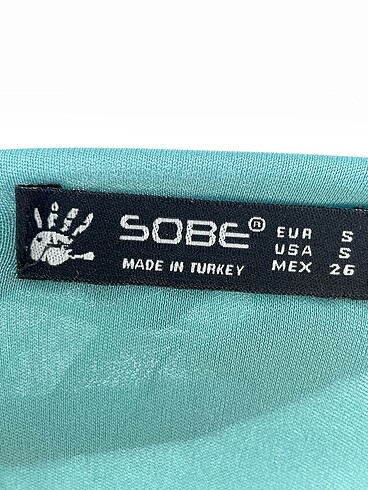 SOBE®
MADE IN TURKEY
EUR S
USA S
MEX 26